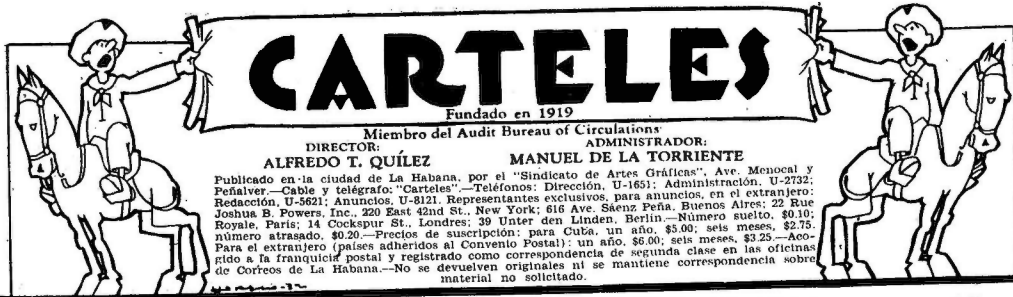 CARTELES
Fundado en 1919
Miembro del Audit Bureau of Circulations
DIRECTOR:
ALFREDO T. QUÍLEZ
ADMINISTRADOR:
MANUEL DE LA TORRIENTE
Publicado en la ciudad de La Habana, por el "Sindicato de Artes Gráficas", Ave. Menocal y
Peñalver.—Cable y telégrafo: "Carteles".—Teléfonos: Dirección, U-1651; Administración, U-2732;
Redacción, U-5621; Anuncios, U-8121. Representantes exclusivos, para anuncios, en el extranjero:
Joshua B. Powers, Inc., 220 East 42nd St., New York; 616 Ave. Sáenz Peña, Buenos Aires; 22 Rue
Royale, Paris; 14 Cockspur St., Londres; 39 Unter den Linden, Berlin.—Número suelto, $0.10;
número atrasado, $0.20.—Precios de suscripción: para Cuba, un año, $5.00; seis meses, $2.75.
Para el extranjero (países adheridos al Convenio Postal): un año, $6.00; seis meses, $3.25.—Aco-
gido a la franquicia postal y registrado como correspondencia de segunda clase en las oficinas
de Correos de La Habana.—No se devuelven originales ni se mantiene correspondencia sobre
material no solicitado.